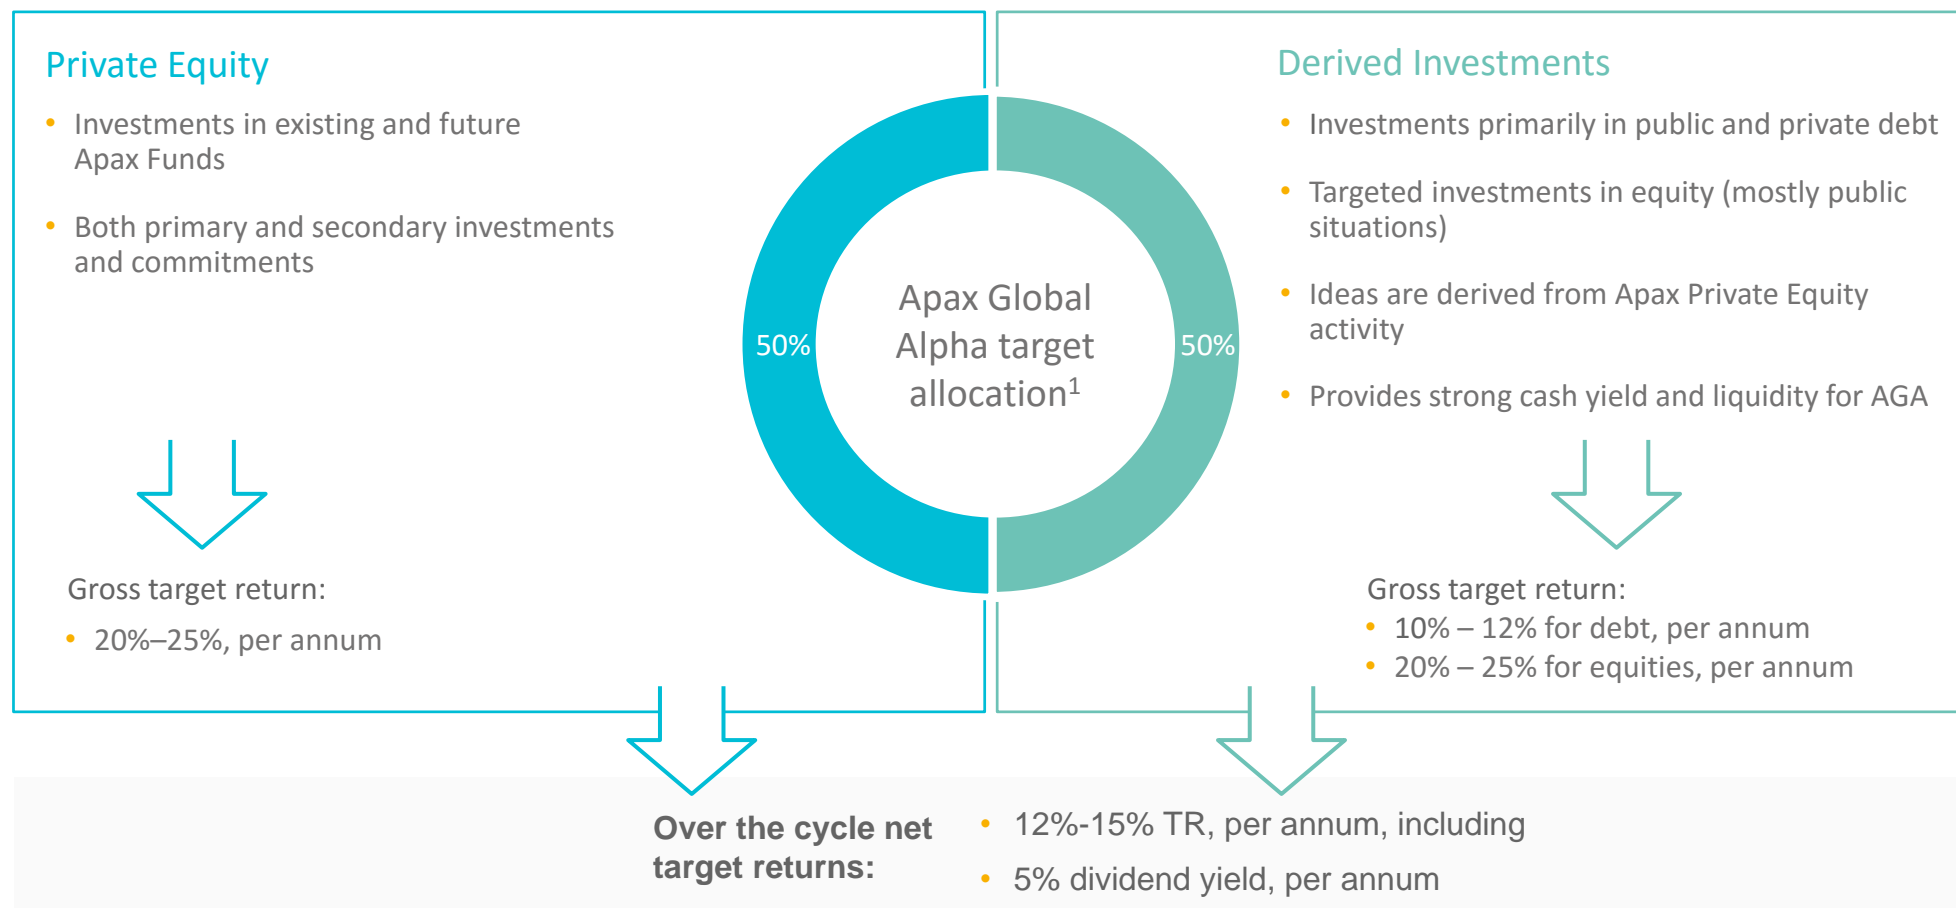 Private Equity
• Investments in existing and future
Apax Funds
• Both primary and secondary investments
and commitments
Gross target return:
• 20%–25%, per annum
50%
Apax Global
Alpha target
allocation1
50%
Derived Investments
• Investments primarily in public and private debt
• Targeted investments in equity (mostly public
situations)
• Ideas are derived from Apax Private Equity
activity
• Provides strong cash yield and liquidity for AGA
Gross target return:
• 10% – 12% for debt, per annum
• 20% – 25% for equities, per annum
Over the cycle net
target returns:
• 12%-15% TR, per annum, including
• 5% dividend yield, per annum